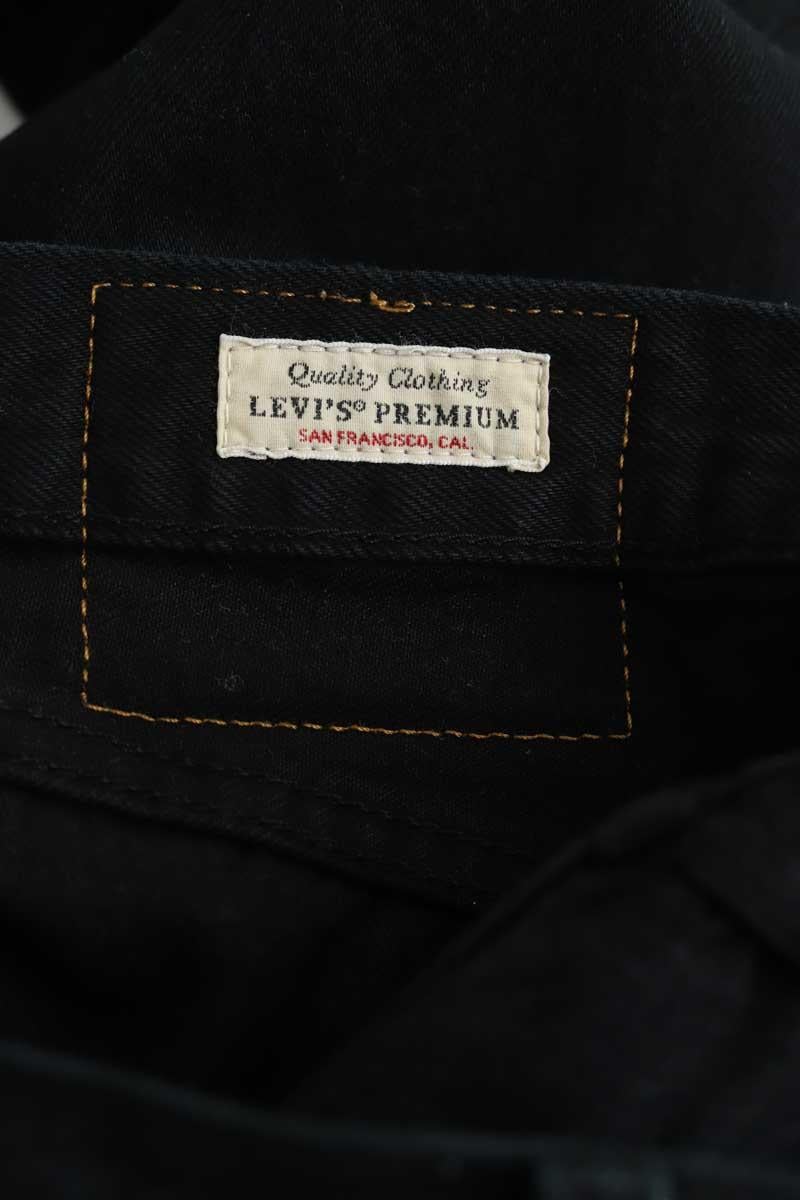 Quality Clothing
LEVI'S® PREMIUM
SAN FRANCISCO, CAL.